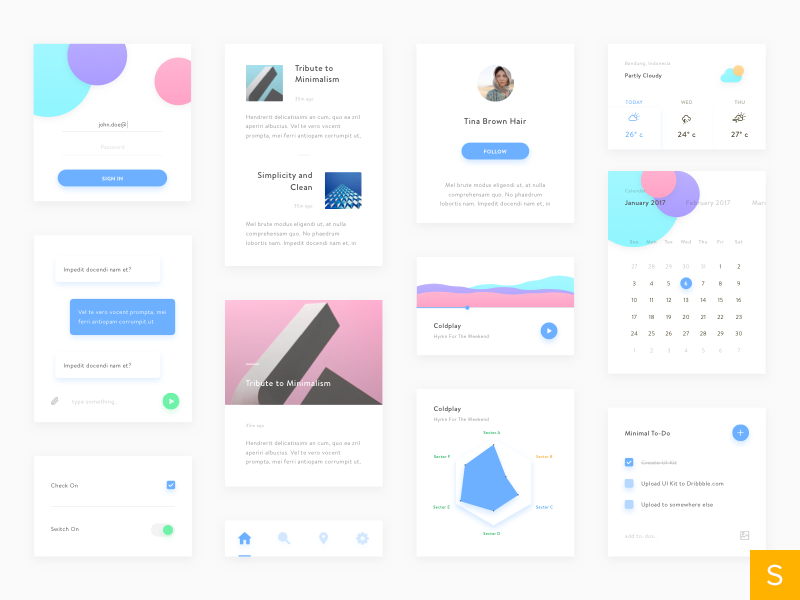 john.doe@
Password
SIGN IN
Impedit docendi nam et?
Vel te vero vocent prompta, mei
ferri antiopam corrumpit ut
Impedit docendi nam et?
Type something..
Check On
Switch On
Tribute to
Minimalism
35m ago
Hendrerit delicatissimi an cum, quo ea zril
aperiri albucius. Vel te vero vocent
prompta, mei ferri antiopam corrumpit ut,
Simplicity and
Clean
35m ago
Mei brute modus eligendi ut, at nulla
comprehensam quo. No phaedrum
lobortis nam. Impedit docendi nam et, in
Tribute to Minimalism
Hendrerit delicatissimi an cum, quo ea zril
aperiri albucius. Vel te vero vocent
prompta, mei ferri antiopam corrumpit ut,
Tina Brown Hair
FOLLOW
Mei brute modus eligendi ut, at nulla
comprehensam quo. No phaedrum
lobortis nam. Impedit docendi nam et, in
Coldplay
Hymn For The Weekend
Coldplay
Hymn For The Weekend
Sector A
Sector F
Sector B
Sector E
Sector C
Sector D
Bandung, Indonesia
Partly Cloudy
TODAY WED THU
26° c 24° c 27° c
Calendar
January 2017 February 2017 Mar
Sun Mon Tue Wed Thu Fri Sat
27 28 29 30 31 1 2
3 4 5 6 7 8 9
10 11 12 13 14 15 16
17 18 19 20 21 22 23
24 25 26 27 28 29 30
1 2 3 4 5 6 7
Minimal To-Do
Create UI Kit
Upload UI Kit to Dribbble.com
Upload to somewhere else
add to-do..
S